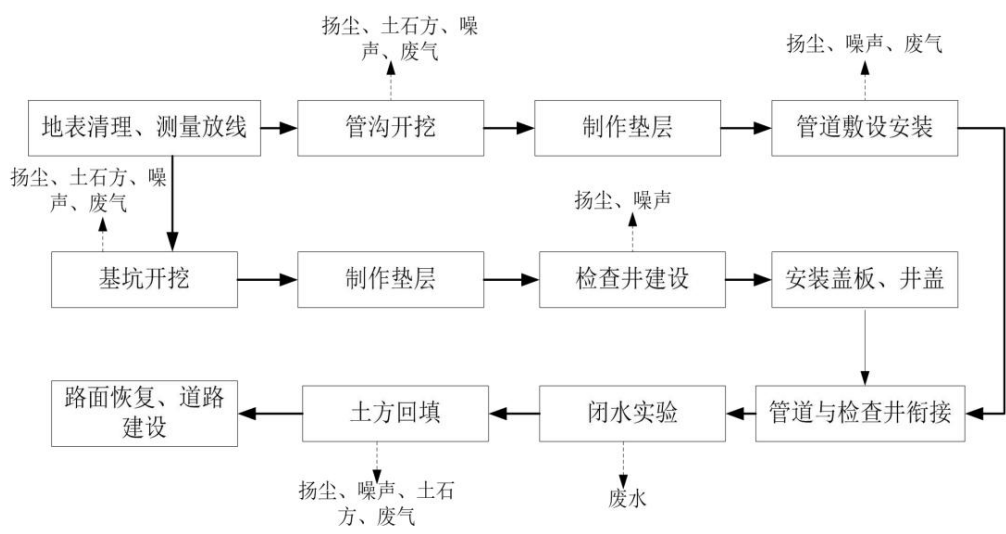 扬尘、土石方、噪
声、废气
扬尘、噪声、废气
地表清理、测量放线
管沟开挖
制作垫层
管道敷设安装
扬尘、土石方、噪
声、废气
扬尘、噪声
基坑开挖
制作垫层
检查井建设
安装盖板、井盖
路面恢复、道路
建设
土方回填
闭水实验
管道与检查井衔接
扬尘、噪声、土石
方、废气
废水